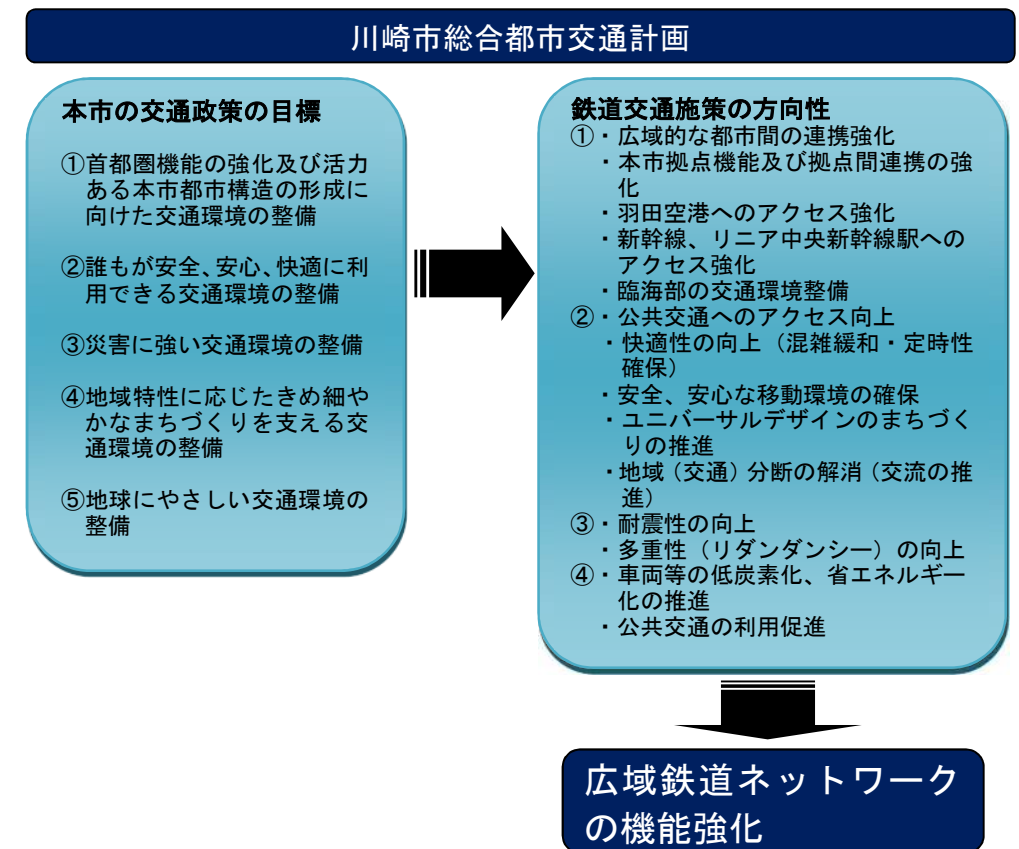 川崎市総合都市交通計画
本市の交通政策の目標
①首都圏機能の強化及び活力
ある本市都市構造の形成に
向けた交通環境の整備
②誰もが安全、安心、快適に利
用できる交通環境の整備
③災害に強い交通環境の整備
④地域特性に応じたきめ細や
かなまちづくりを支える交
通環境の整備
⑤地球にやさしい交通環境の
整備
鉄道交通施策の方向性
①・広域的な都市間の連携強化
・本市拠点機能及び拠点間連携の強
化
・羽田空港へのアクセス強化
・新幹線、リニア中央新幹線駅への
アクセス強化
・臨海部の交通環境整備
②・公共交通へのアクセス向上
・快適性の向上（混雑緩和・定時性
確保）
・安全、安心な移動環境の確保
・ユニバーサルデザインのまちづく
りの推進
・地域（交通）分断の解消（交流の推
進）
③・耐震性の向上
・多重性（リダンダンシー）の向上
④・車両等の低炭素化、省エネルギー
化の推進
・公共交通の利用促進
広域鉄道ネットワーク
の機能強化